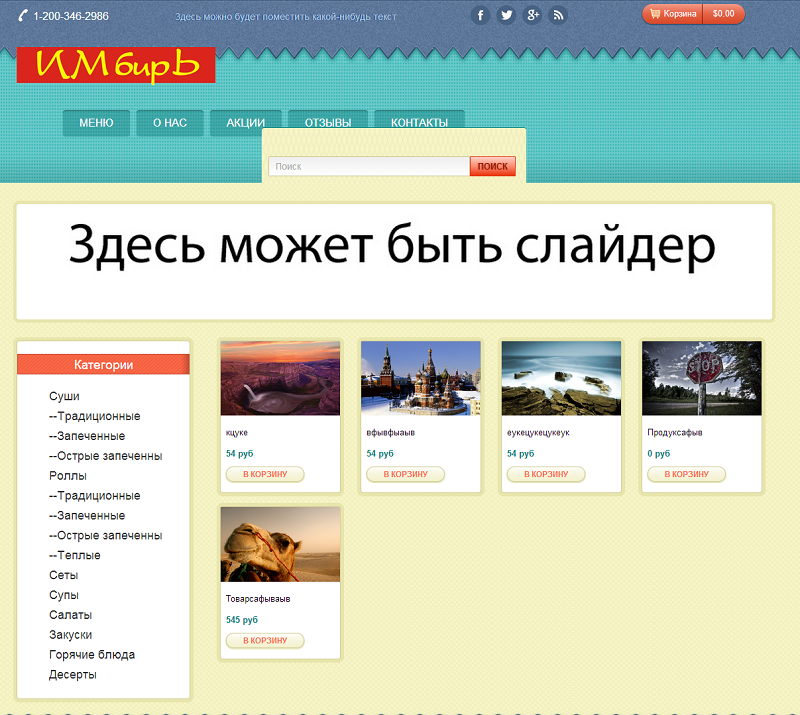 1-200-346-2986
Здесь можно будет поместить какой-нибудь текст
Корзина $0.00
ИМбирЬ
МЕНЮ О НАС АКЦИИ ОТЗЫВЫ КОНТАКТЫ
Поиск ПОИСК
Здесь может быть слайдер
Категории
Суши
--Традиционные
--Запеченные
--Острые запеченны
Роллы
--Традиционные
--Запеченные
--Острые запеченны
--Теплые
Сеты
Супы
Салаты
Закуски
Горячие блюда
Десерты
кцуке
54 руб
В КОРЗИНУ
вфывфыаыв
54 руб
В КОРЗИНУ
еукецукецукеук
54 руб
В КОРЗИНУ
STOP
Продуксафыв
0 руб
В КОРЗИНУ
Товарсафываыв
545 руб
В КОРЗИНУ